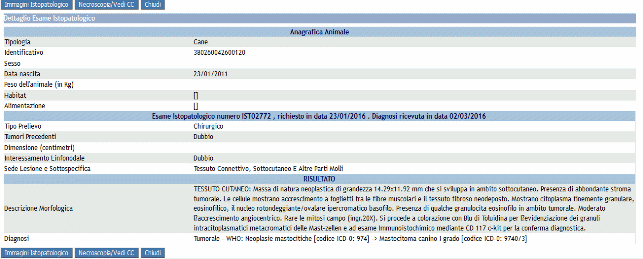 Immagini Istopatologico Necroscopia/Vedi CC Chiudi
Dettaglio Esame Istopatologico
Anagrafica Animale
Tipologia Cane
Identificativo 380260042600120
Sesso
Data nascita 23/01/2011
Peso dell'animale (in Kg)
Habitat []
Alimentazione []
Esame Istopatologico numero IST02772 , richiesto in data 23/01/2016 . Diagnosi ricevuta in data 02/03/2016
Tipo Prelievo Chirurgico
Tumori Precedenti Dubbio
Dimensione (centimetri)
Interessamento Linfonodale Dubbio
Sede Lesione e Sottospecifica Tessuto Connettivo, Sottocutaneo E Altre Parti Molli
RISULTATO
TESSUTO CUTANEO: Massa di natura neoplastica di grandezza 14.29x11.92 mm che si sviluppa in ambito sottocutaneo. Presenza di abbondante stroma
tumorale. Le cellule mostrano accrescimento a foglietti tra le fibre muscolari e il tessuto fibroso neodeposto. Mostrano citoplasma finemente granulare,
eosinofilico, il nucleo rotondeggiante/ovalare ipercromatico basofilo. Presenza di qualche granulocita eosinofilo in ambito tumorale. Moderato
Descrizione Morfologica
l'accrescimento angiocentrico. Rare le mitosi campo (ingr.20X). Si procede a colorazione con Blu di Toluidina per l'evidenziazione dei granuli
intracitoplasmatici metacromatici delle Mast-zellen e ad esame Immunoistochimico mediante CD 117 c-kit per la conferma diagnostica.
Diagnosi Tumorale - WHO: Neoplasie mastocitiche [codice ICD-0: 974] -> Mastocitoma canino I grado [codice ICD-0: 9740/3]
Immagini Istopatologico Necroscopia/Vedi CC Chiudi